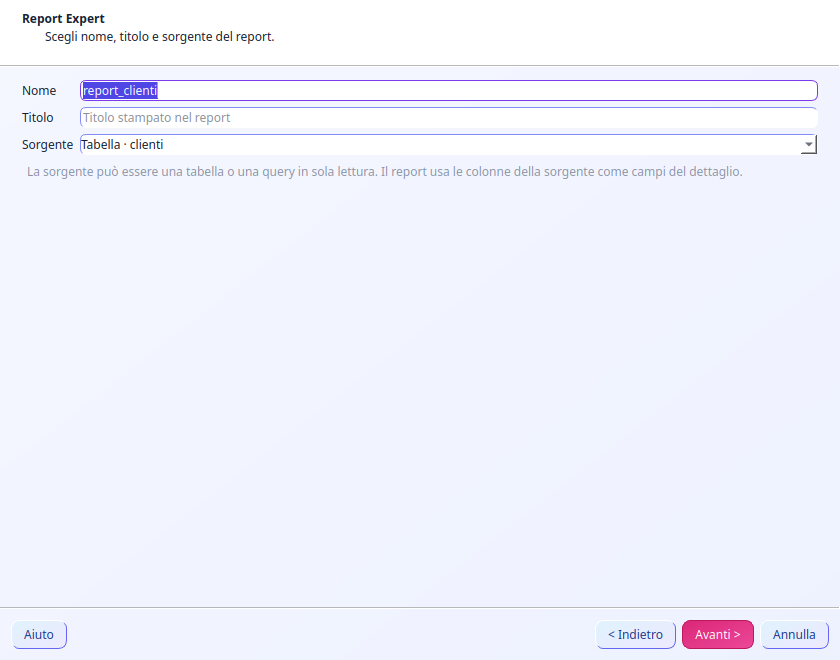 Report Expert
Scegli nome, titolo e sorgente del report.
Nome report_clienti
Titolo Titolo stampato nel report
Sorgente Tabella · clienti
La sorgente può essere una tabella o una query in sola lettura. Il report usa le colonne della sorgente come campi del dettaglio.
Aiuto < Indietro Avanti > Annulla